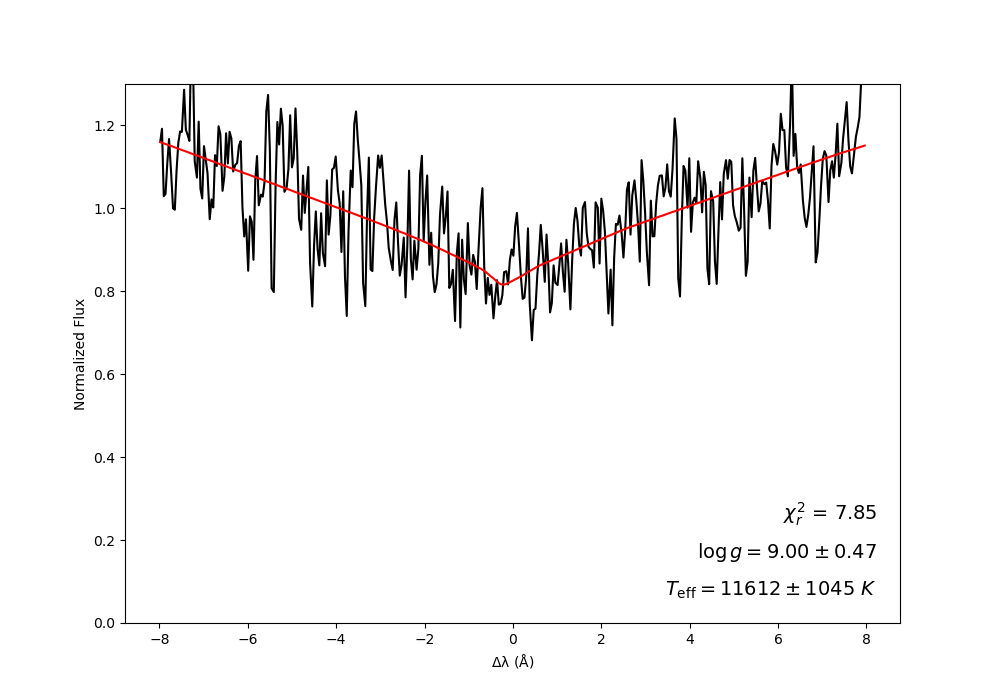 1.2
1.0
0.8
0.6
0.4
0.2
0.0
Normalized Flux
χ²ᵣ = 7.85
log g = 9.00 ± 0.47
T_eff = 11612 ± 1045 K
−8 −6 −4 −2 0 2 4 6 8
Δλ (Å)